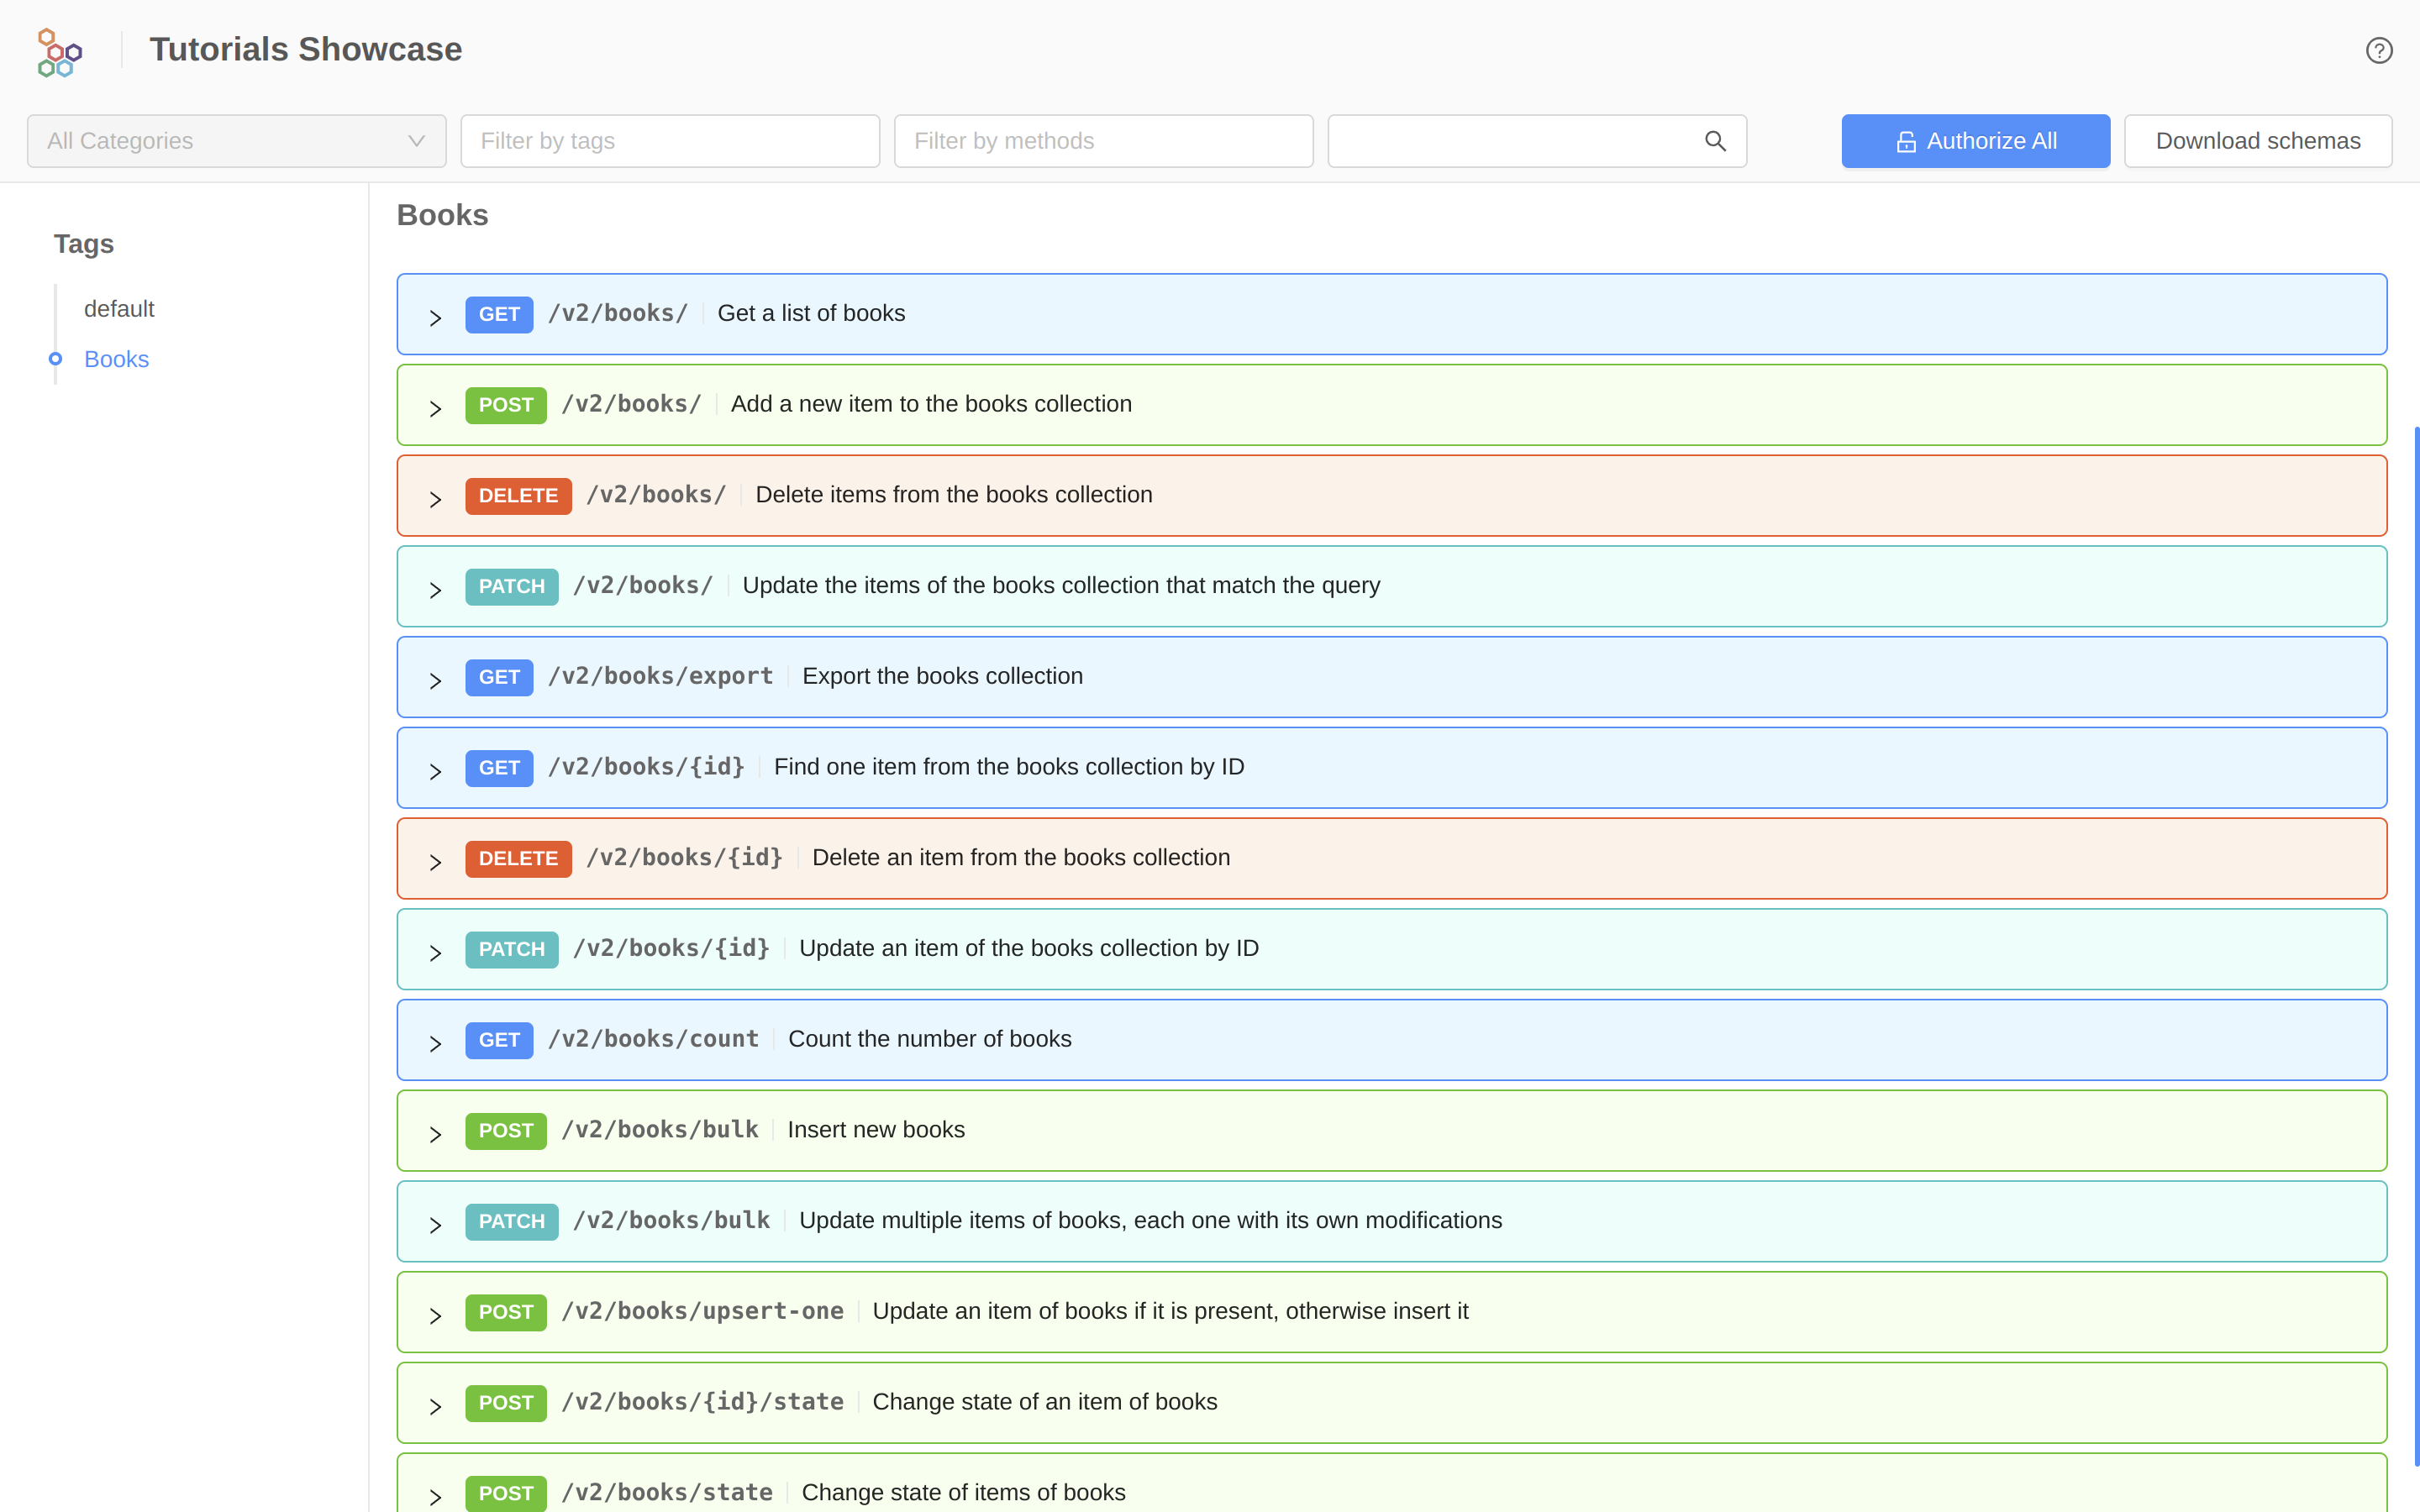 Tutorials Showcase
All Categories Filter by tags Filter by methods Authorize All Download schemas
Tags
default
Books
Books
GET /v2/books/ Get a list of books
POST /v2/books/ Add a new item to the books collection
DELETE /v2/books/ Delete items from the books collection
PATCH /v2/books/ Update the items of the books collection that match the query
GET /v2/books/export Export the books collection
GET /v2/books/{id} Find one item from the books collection by ID
DELETE /v2/books/{id} Delete an item from the books collection
PATCH /v2/books/{id} Update an item of the books collection by ID
GET /v2/books/count Count the number of books
POST /v2/books/bulk Insert new books
PATCH /v2/books/bulk Update multiple items of books, each one with its own modifications
POST /v2/books/upsert-one Update an item of books if it is present, otherwise insert it
POST /v2/books/{id}/state Change state of an item of books
POST /v2/books/state Change state of items of books